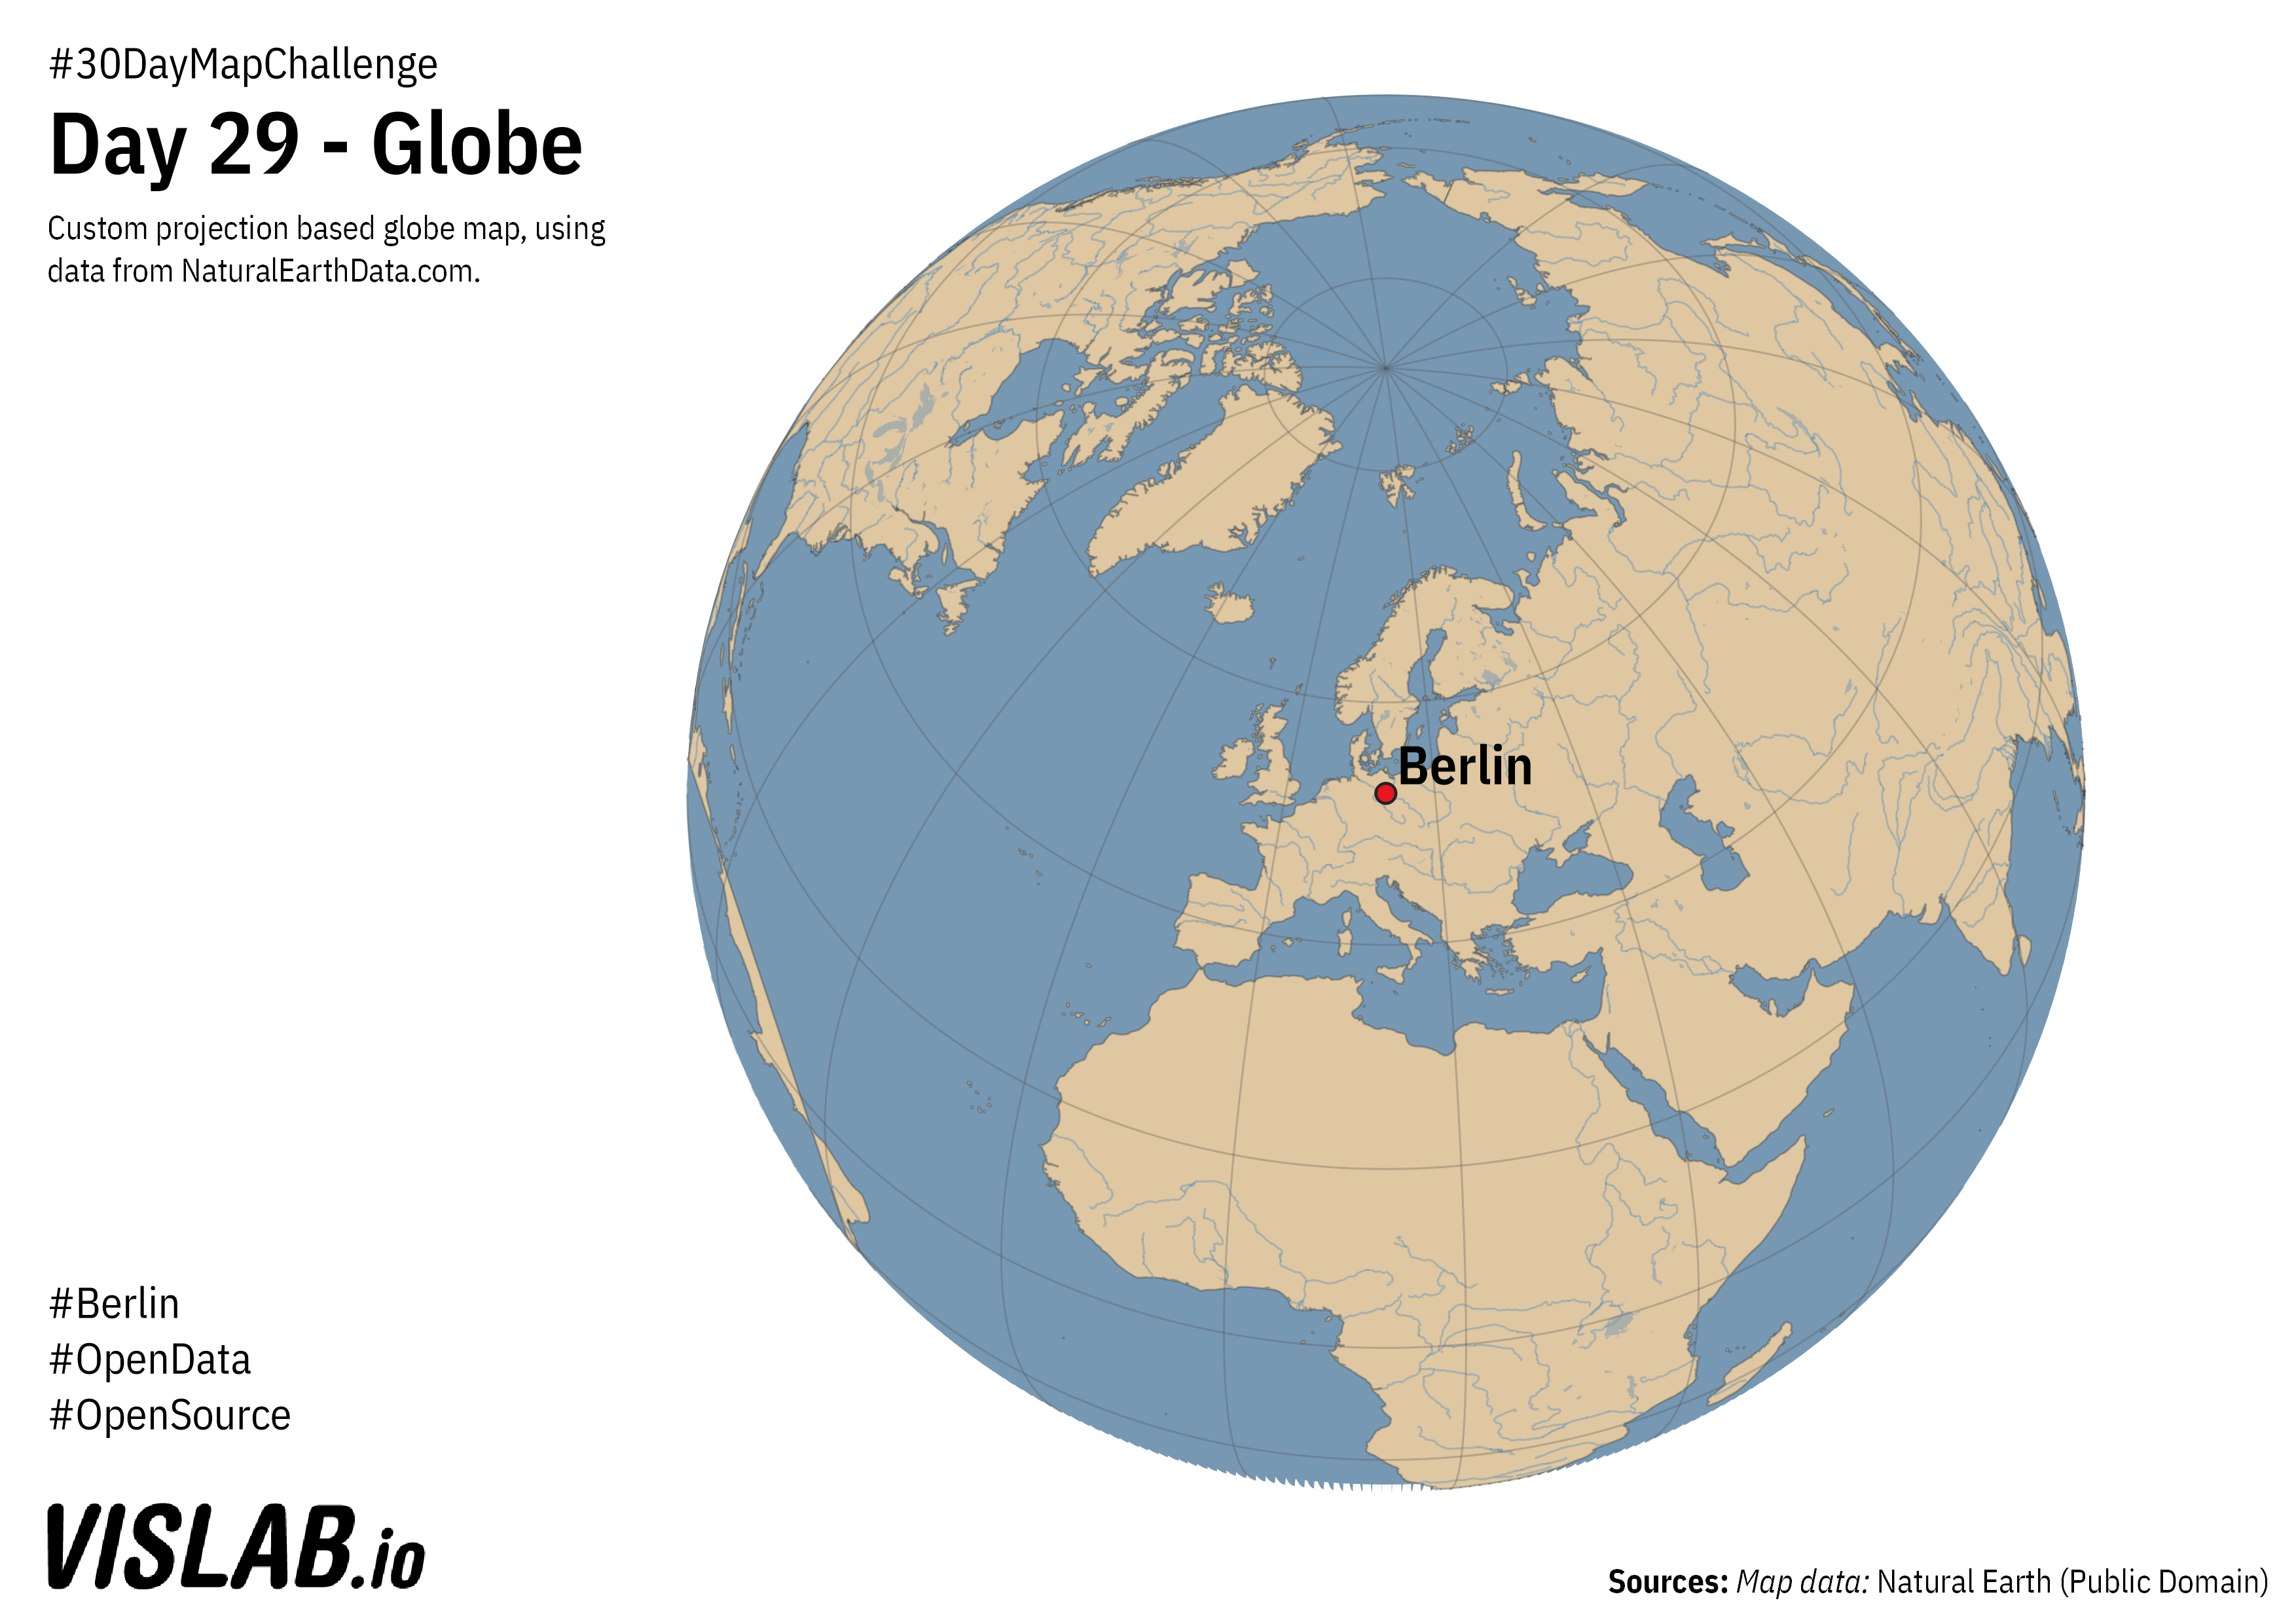 #30DayMapChallenge
Day 29 - Globe
Custom projection based globe map, using
data from NaturalEarthData.com.
Berlin
#Berlin
#OpenData
#OpenSource
VISLAB.io
Sources: Map data: Natural Earth (Public Domain)